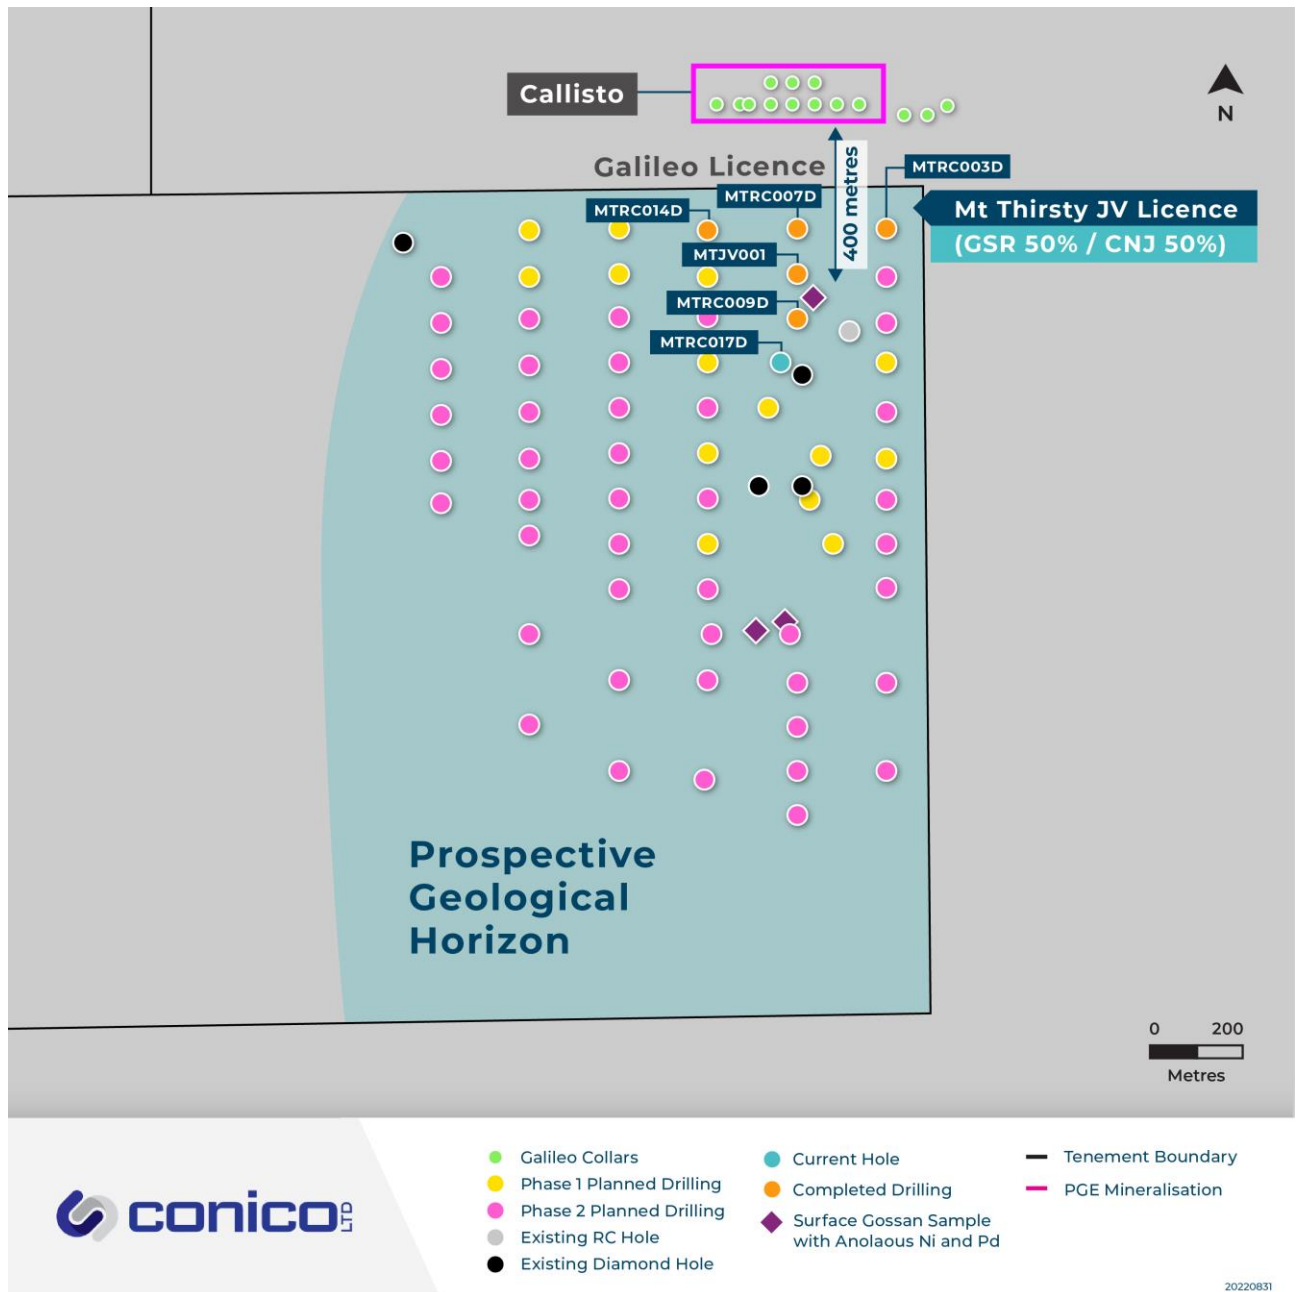 Callisto
N
Galileo Licence
400 metres
MTRC003D
MTRC007D
MTRC014D
Mt Thirsty JV Licence
(GSR 50% / CNJ 50%)
MTJV001
MTRC009D
MTRC017D
Prospective
Geological
Horizon
0 200
Metres
conico LTD
Galileo Collars
Phase 1 Planned Drilling
Phase 2 Planned Drilling
Existing RC Hole
Existing Diamond Hole
Current Hole
Completed Drilling
Surface Gossan Sample
with Anolaous Ni and Pd
Tenement Boundary
PGE Mineralisation
20220831